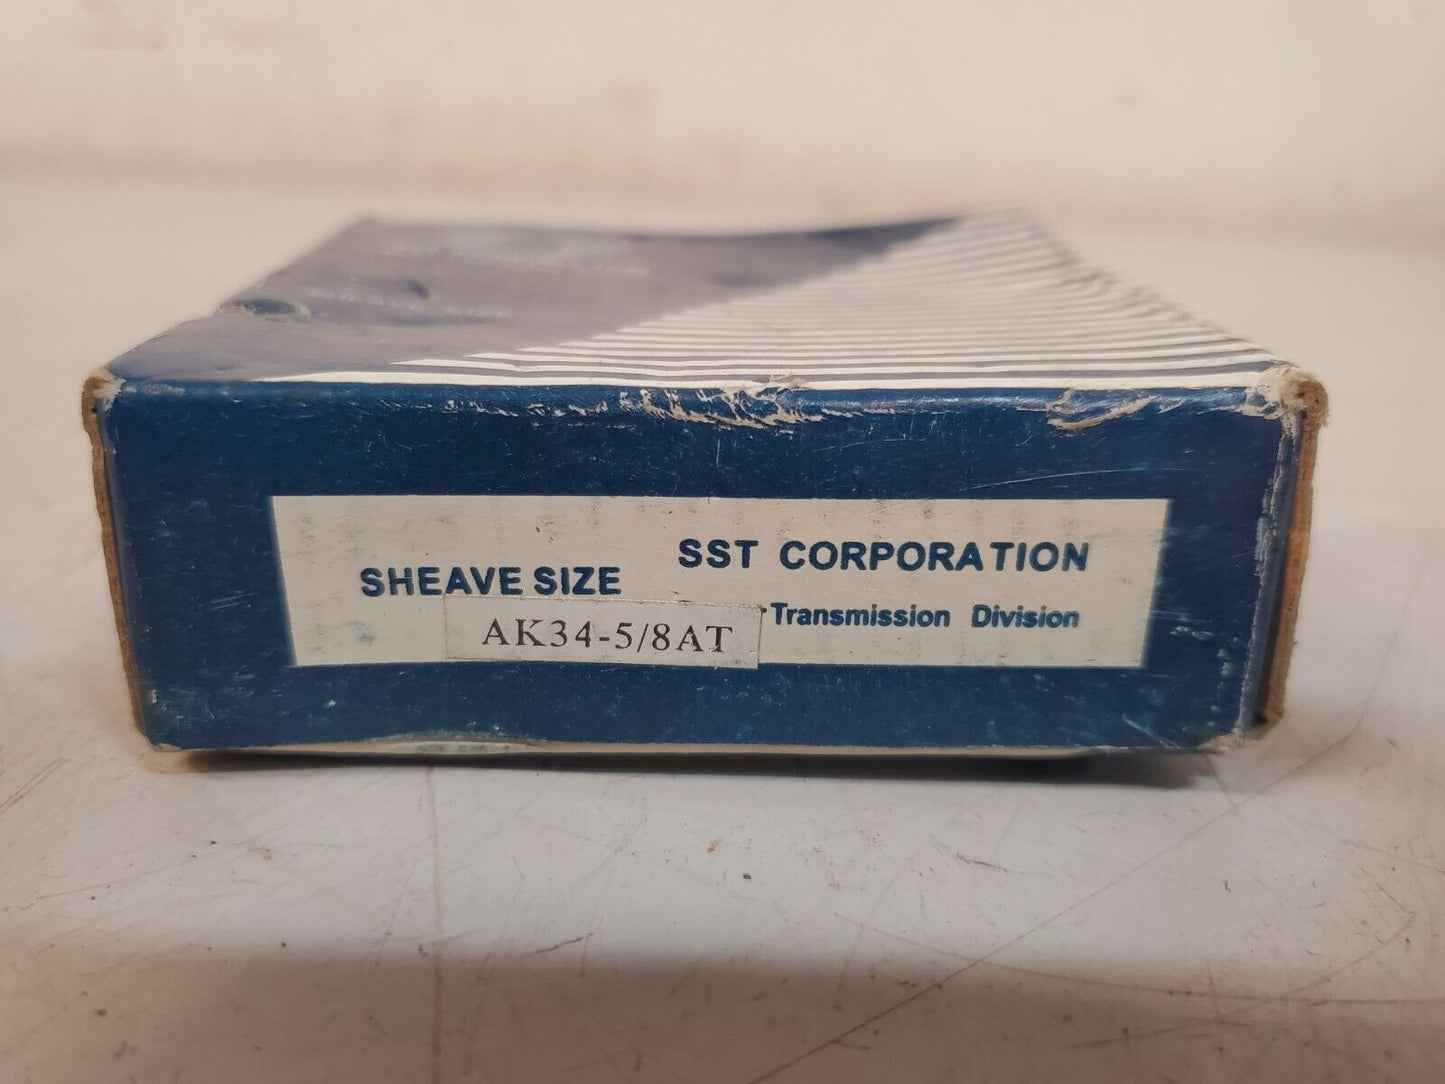 SST CORPORATION
SHEAVE SIZE
Transmission Division
AK34-5/8AT